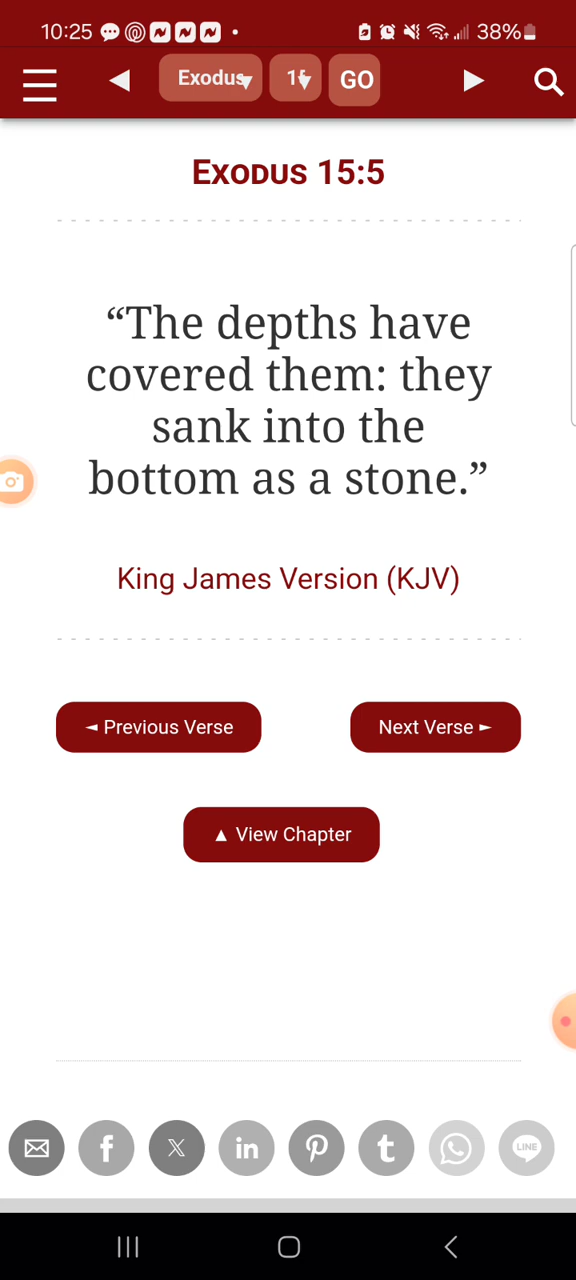 10:25 38%
Exodus 15 GO
EXODUS 15:5
“The depths have
covered them: they
sank into the
bottom as a stone.”
King James Version (KJV)
◄ Previous Verse Next Verse ►
▲ View Chapter
LINE